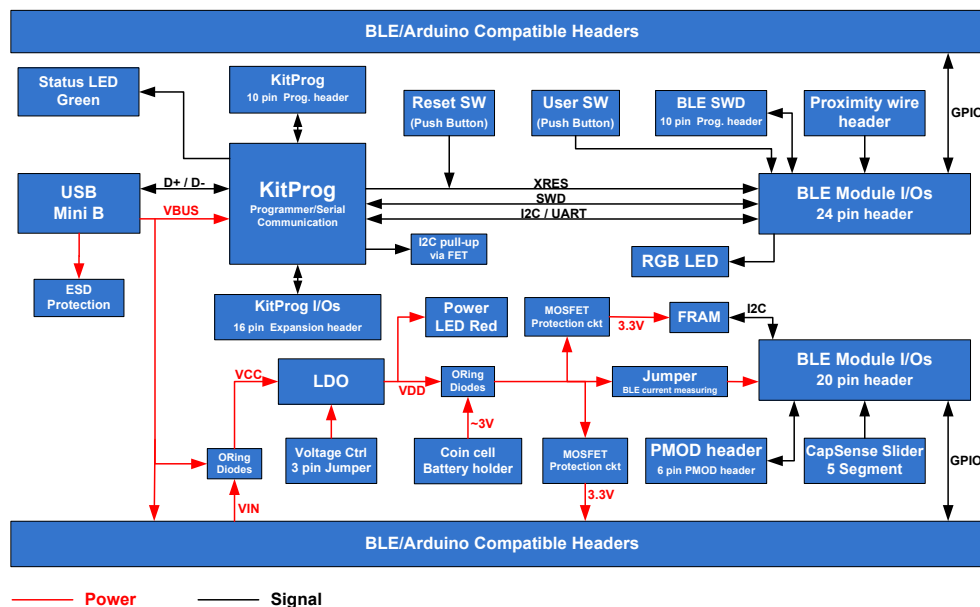 BLE/Arduino Compatible Headers
Status LED
Green
KitProg
10 pin  Prog. header
Reset SW
(Push Button)
User SW
(Push Button)
BLE SWD
10 pin Prog. header
Proximity wire
header
GPIO
USB
Mini B
D+ / D-
VBUS
KitProg
Programmer/Serial
Communication
XRES
SWD
I2C / UART
BLE Module I/Os
24 pin header
I2C pull-up
via FET
RGB LED
ESD
Protection
KitProg I/Os
16 pin  Expansion header
Power
LED Red
MOSFET
Protection ckt
3.3V
FRAM
I2C
BLE Module I/Os
20 pin header
VCC
LDO
VDD
ORing
Diodes
Jumper
BLE current measuring
~3V
ORing
Diodes
Voltage Ctrl
3 pin Jumper
Coin cell
Battery holder
MOSFET
Protection ckt
PMOD header
6 pin PMOD header
CapSense Slider
5 Segment
GPIO
VIN
3.3V
BLE/Arduino Compatible Headers
Power
Signal